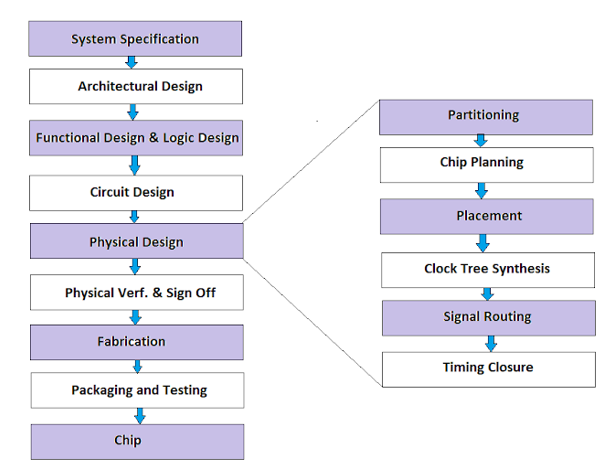 System Specification
Architectural Design
Functional Design & Logic Design
Circuit Design
Physical Design
Physical Verf. & Sign Off
Fabrication
Packaging and Testing
Chip
Partitioning
Chip Planning
Placement
Clock Tree Synthesis
Signal Routing
Timing Closure